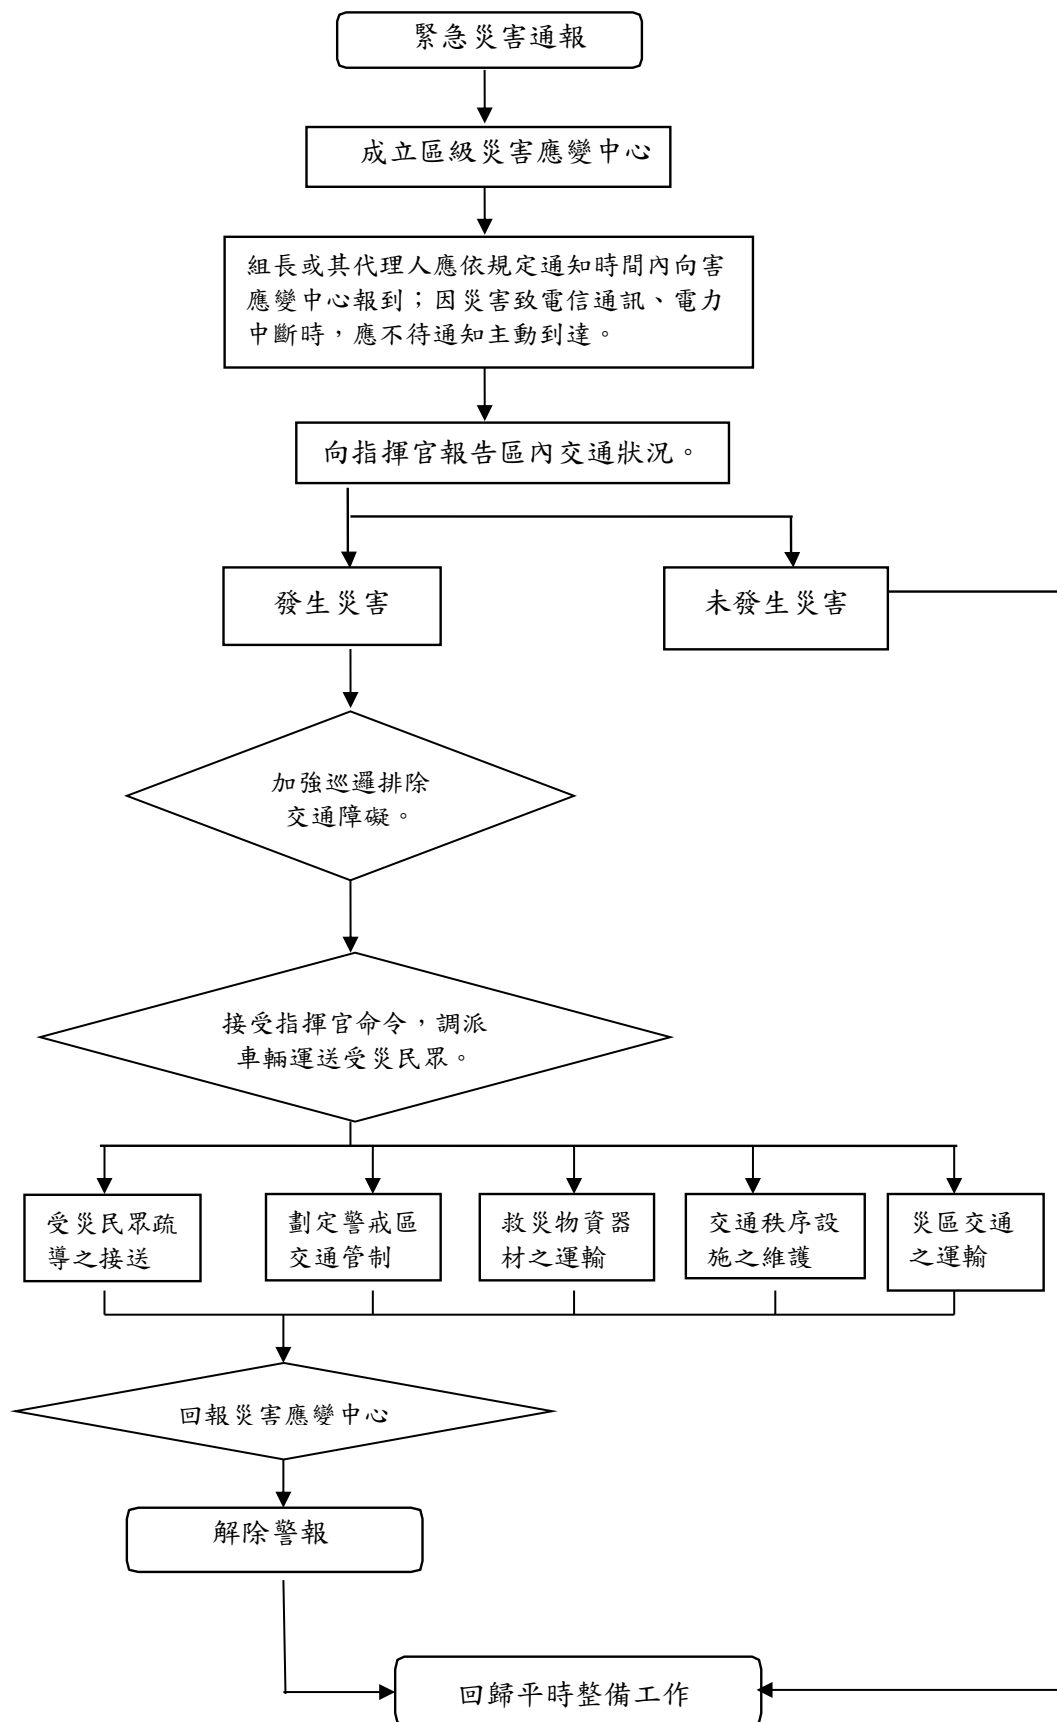 緊急災害通報
成立區級災害應變中心
組長或其代理人應依規定通知時間內向害
應變中心報到；因災害致電信通訊、電力
中斷時，應不待通知主動到達。
向指揮官報告區內交通狀況。
發生災害
未發生災害
加強巡邏排除
交通障礙。
接受指揮官命令，調派
車輛運送受災民眾。
受災民眾疏
導之接送
劃定警戒區
交通管制
救災物資器
材之運輸
交通秩序設
施之維護
災區交通
之運輸
回報災害應變中心
解除警報
回歸平時整備工作